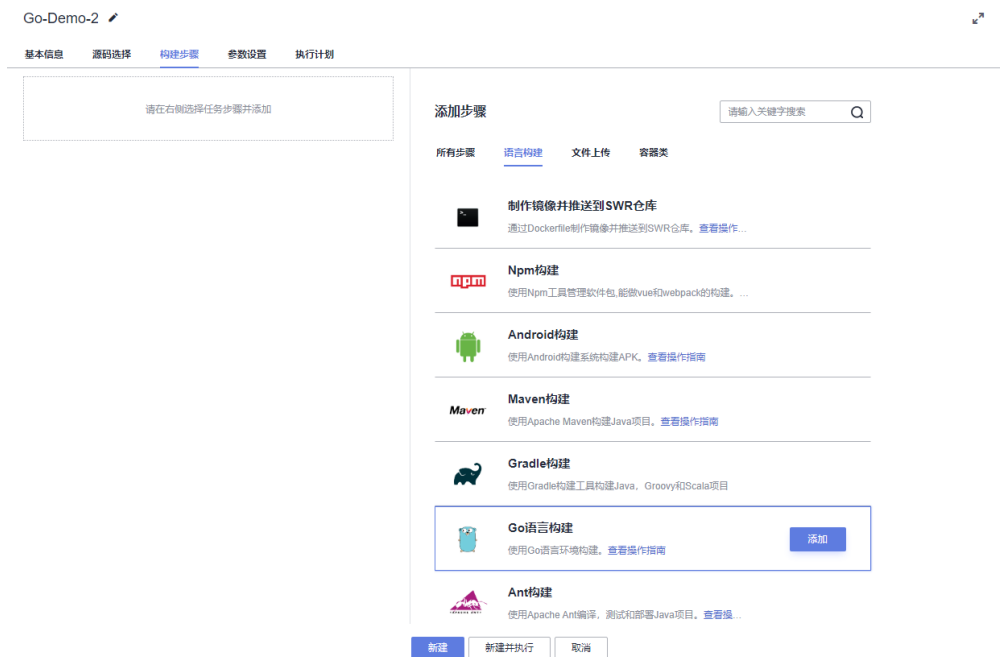 Go-Demo-2
基本信息 源码选择 构建步骤 参数设置 执行计划
请在右侧选择任务步骤并添加
添加步骤
请输入关键字搜索
所有步骤 语言构建 文件上传 容器类
制作镜像并推送到SWR仓库
通过Dockerfile制作镜像并推送到SWR仓库。查看操作...
npm
Npm构建
使用Npm工具管理软件包,能做vue和webpack的构建。...
Android构建
使用Android构建系统构建APK。查看操作指南
Maven
Maven构建
使用Apache Maven构建Java项目。查看操作指南
Gradle构建
使用Gradle构建工具构建Java、Groovy和Scala项目
Go语言构建
使用Go语言环境构建。查看操作指南
添加
Ant构建
使用Apache Ant编译，测试和部署Java项目。查看操...
新建 新建并执行 取消